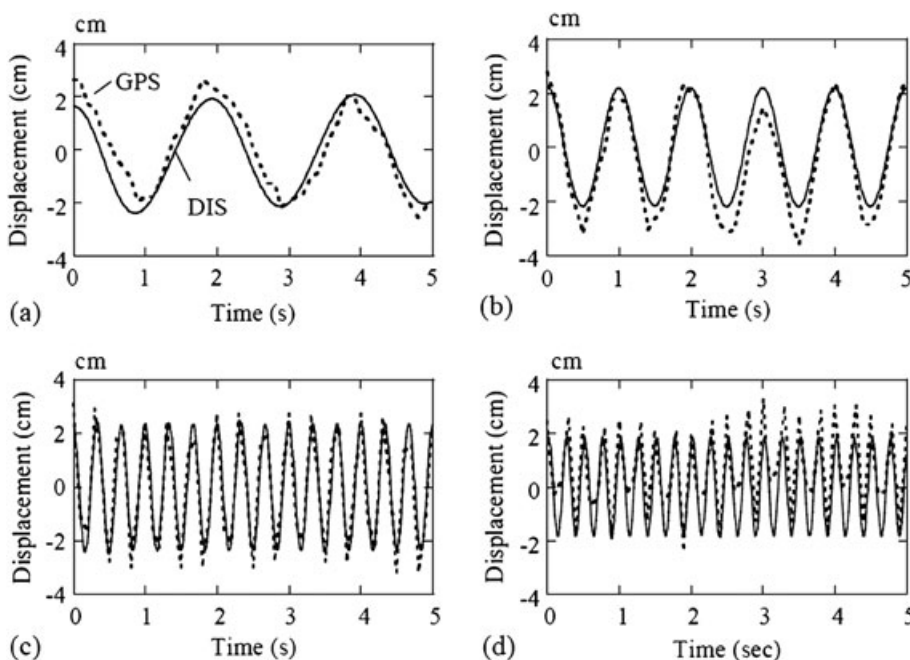 cm
4
2
0
-2
-4
Displacement (cm)
GPS
DIS
0 1 2 3 4 5
Time (s)
(a)
cm
4
2
0
-2
-4
Displacement (cm)
0 1 2 3 4 5
Time (s)
(b)
cm
4
2
0
-2
-4
Displacement (cm)
0 1 2 3 4 5
Time (s)
(c)
cm
4
2
0
-2
-4
Displacement (cm)
0 1 2 3 4 5
Time (sec)
(d)